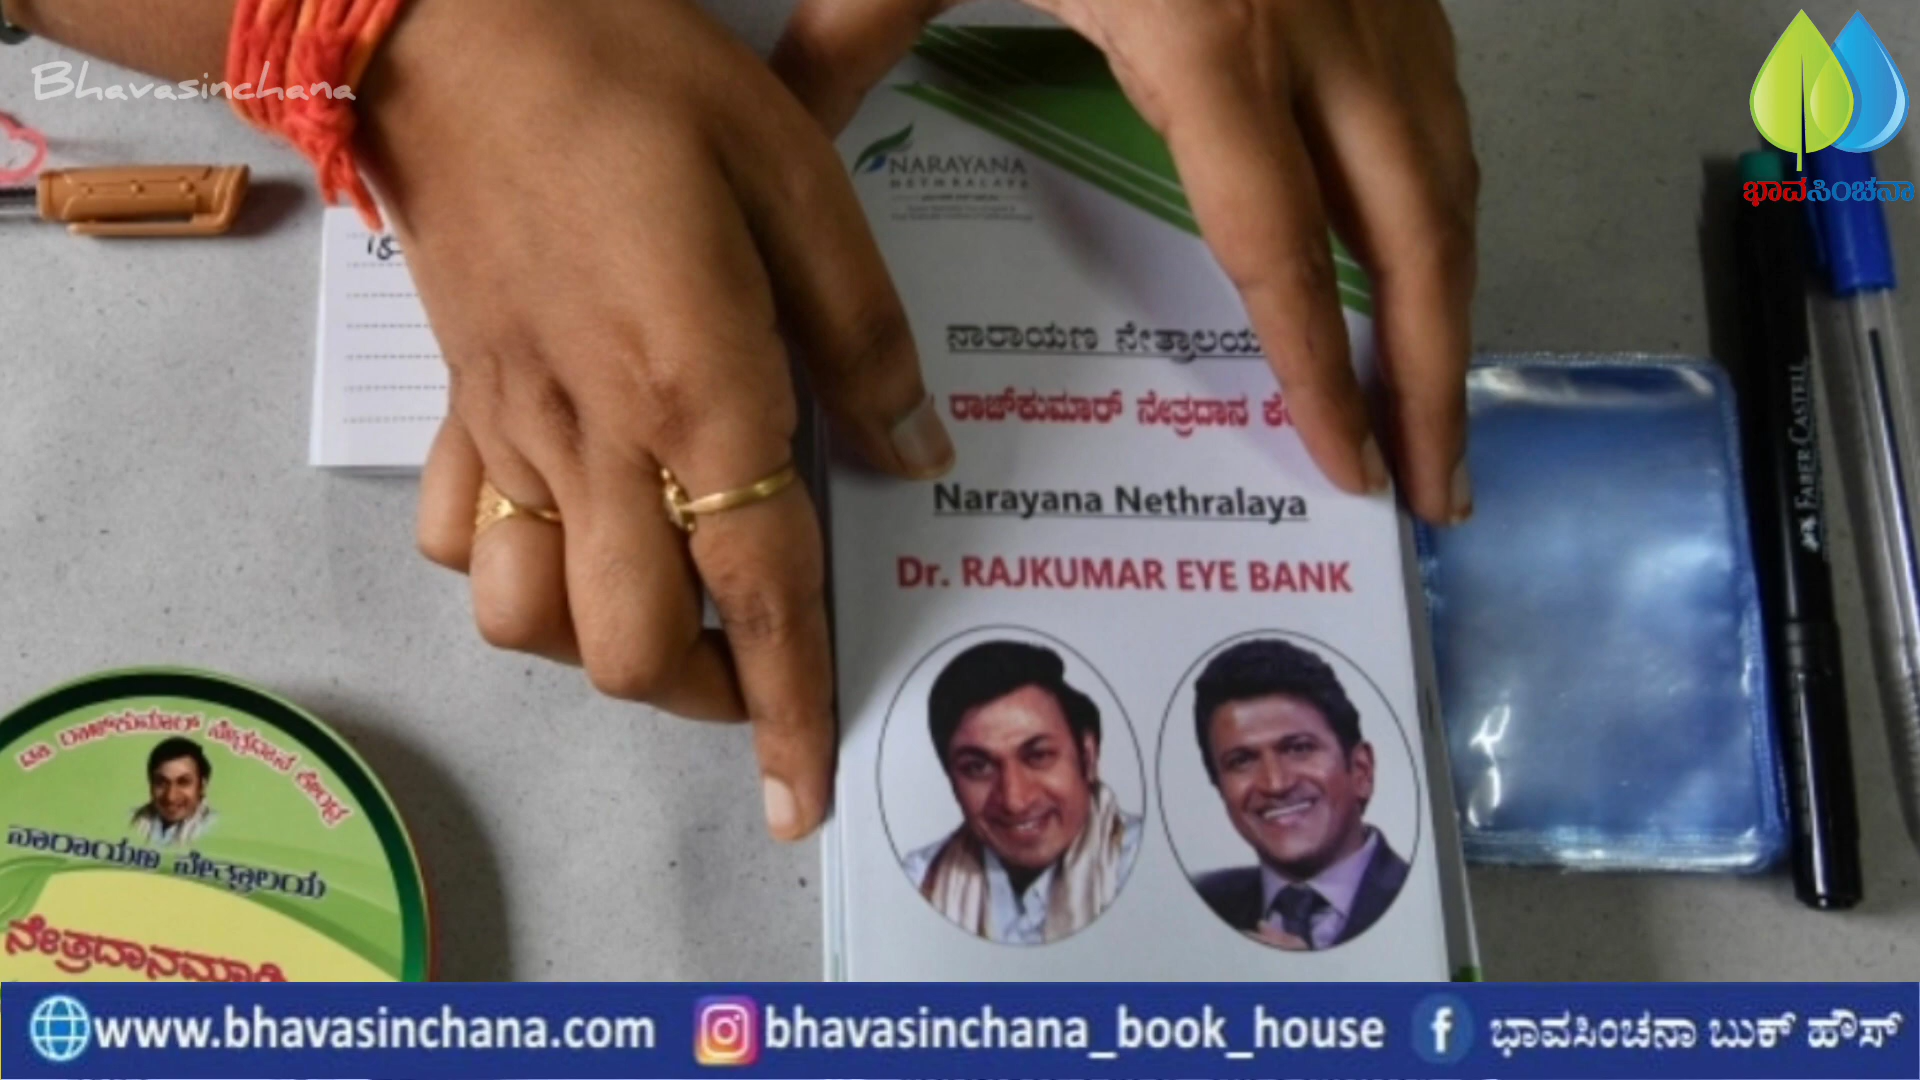 Bhavasinchana
ಭಾವಸಿಂಚನಾ
NARAYANA
NETHRALAYA
ನಾರಾಯಣ ನೇತ್ರಾಲಯ
ರಾಜ್‌ಕುಮಾರ್ ನೇತ್ರದಾನ
Narayana Nethralaya
Dr. RAJKUMAR EYE BANK
FABER CASTELL
ಡಾ ರಾಜ್‌ಕುಮಾರ್ ನೇತ್ರದಾನ ಕೇಂದ್ರ
ನಾರಾಯಣ ನೇತ್ರಾಲಯ
ನೇತ್ರದಾನಮಾಡಿ
www.bhavasinchana.com
bhavasinchana_book_house
ಭಾವಸಿಂಚನಾ ಬುಕ್ ಹೌಸ್